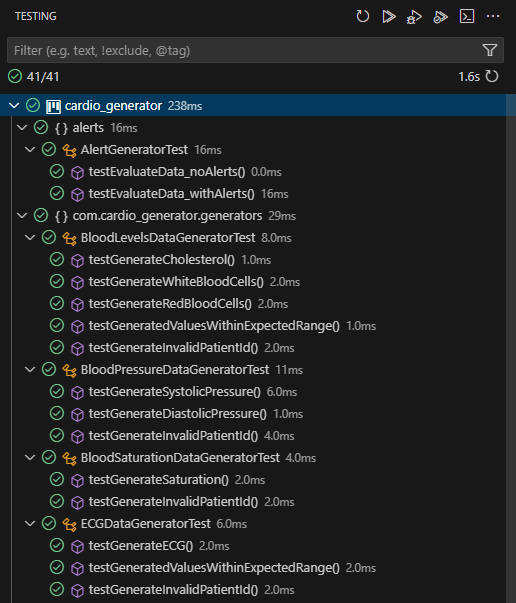 TESTING
Filter (e.g. text, !exclude, @tag)
41/41 1.6s
cardio_generator 238ms
{ } alerts 16ms
AlertGeneratorTest 16ms
testEvaluateData_noAlerts() 0.0ms
testEvaluateData_withAlerts() 16ms
{ } com.cardio_generator.generators 29ms
BloodLevelsDataGeneratorTest 8.0ms
testGenerateCholesterol() 1.0ms
testGenerateWhiteBloodCells() 2.0ms
testGenerateRedBloodCells() 2.0ms
testGeneratedValuesWithinExpectedRange() 1.0ms
testGenerateInvalidPatientId() 2.0ms
BloodPressureDataGeneratorTest 11ms
testGenerateSystolicPressure() 6.0ms
testGenerateDiastolicPressure() 1.0ms
testGenerateInvalidPatientId() 4.0ms
BloodSaturationDataGeneratorTest 4.0ms
testGenerateSaturation() 2.0ms
testGenerateInvalidPatientId() 2.0ms
ECGDataGeneratorTest 6.0ms
testGenerateECG() 2.0ms
testGeneratedValuesWithinExpectedRange() 2.0ms
testGenerateInvalidPatientId() 2.0ms